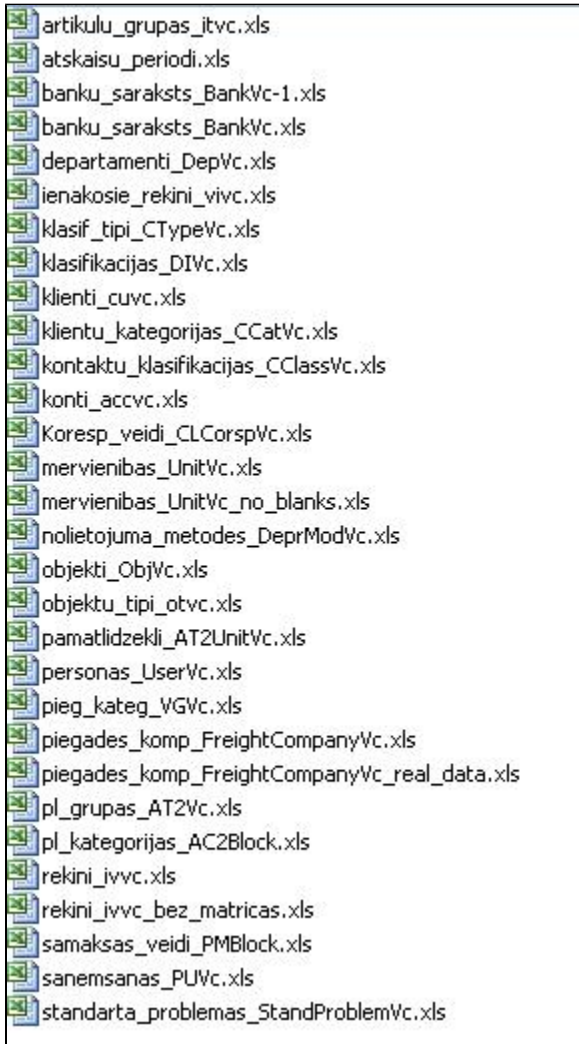 artikulu_grupas_itvc.xls
atskaisu_periodi.xls
banku_saraksts_BankVc-1.xls
banku_saraksts_BankVc.xls
departamenti_DepVc.xls
ienakosie_rekini_vivc.xls
klasif_tipi_CTypeVc.xls
klasifikacijas_DIVc.xls
klienti_cuvc.xls
klientu_kategorijas_CCatVc.xls
kontaktu_klasifikacijas_CClassVc.xls
konti_accvc.xls
Koresp_veidi_CLCorspVc.xls
mervienibas_UnitVc.xls
mervienibas_UnitVc_no_blanks.xls
nolietojuma_metodes_DeprModVc.xls
objekti_ObjVc.xls
objektu_tipi_otvc.xls
pamatlidzekli_AT2UnitVc.xls
personas_UserVc.xls
pieg_kateg_VGVc.xls
piegades_komp_FreightCompanyVc.xls
piegades_komp_FreightCompanyVc_real_data.xls
pl_grupas_AT2Vc.xls
pl_kategorijas_AC2Block.xls
rekini_ivvc.xls
rekini_ivvc_bez_matricas.xls
samaksas_veidi_PMBlock.xls
sanemsanas_PUVc.xls
standarta_problemas_StandProblemVc.xls